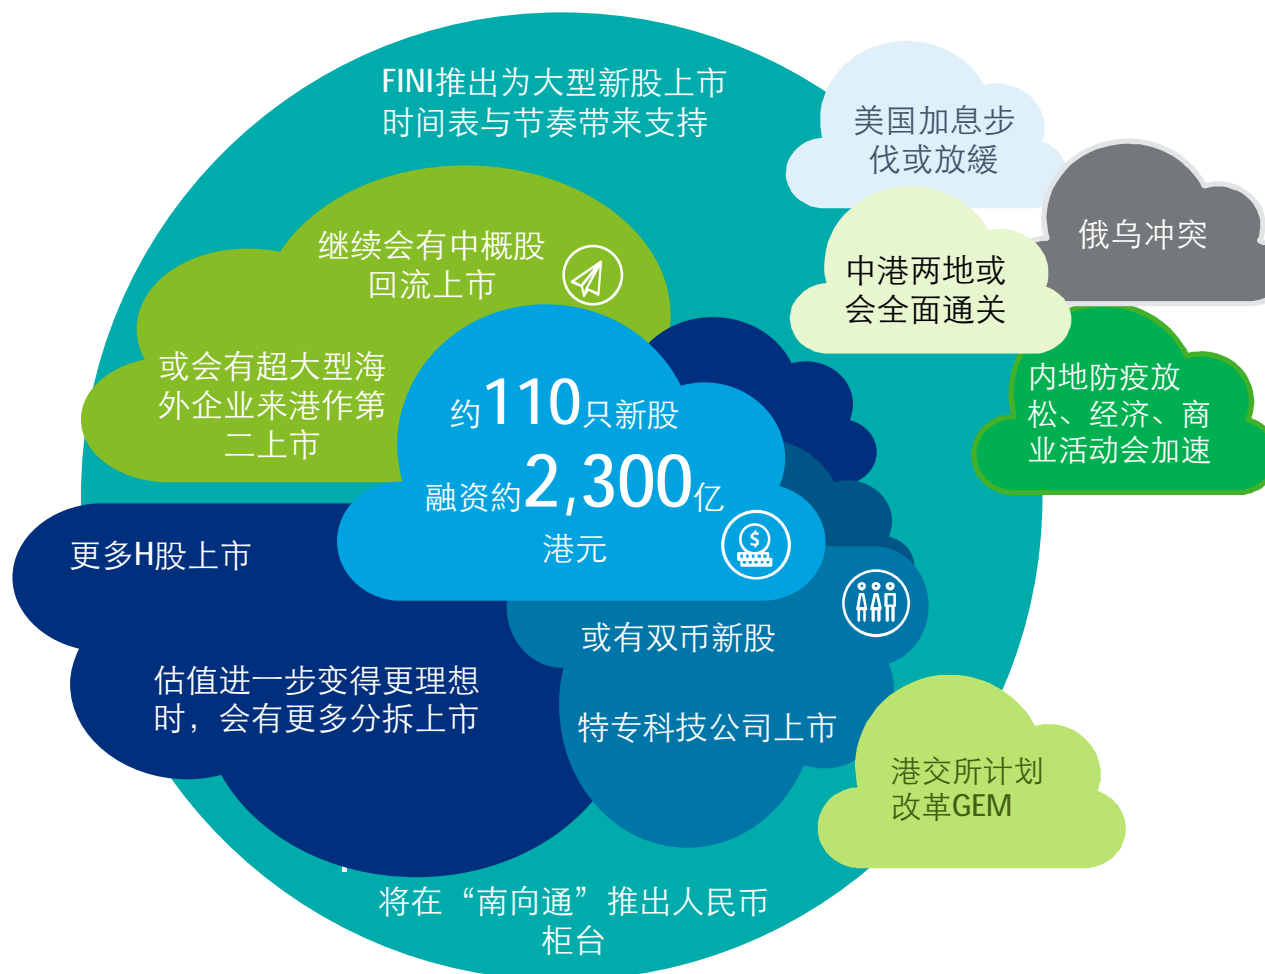 FINI推出为大型新股上市
时间表与节奏带来支持
美国加息步
伐或放緩
俄乌冲突
中港两地或
会全面通关
内地防疫放
松、经济、商
业活动会加速
继续会有中概股
回流上市
或会有超大型海
外企业来港作第
二上市
约110只新股
融资約2,300亿
港元
$
更多H股上市
估值进一步变得更理想
时，会有更多分拆上市
或有双币新股
特专科技公司上市
港交所计划
改革GEM
将在“南向通”推出人民币
柜台